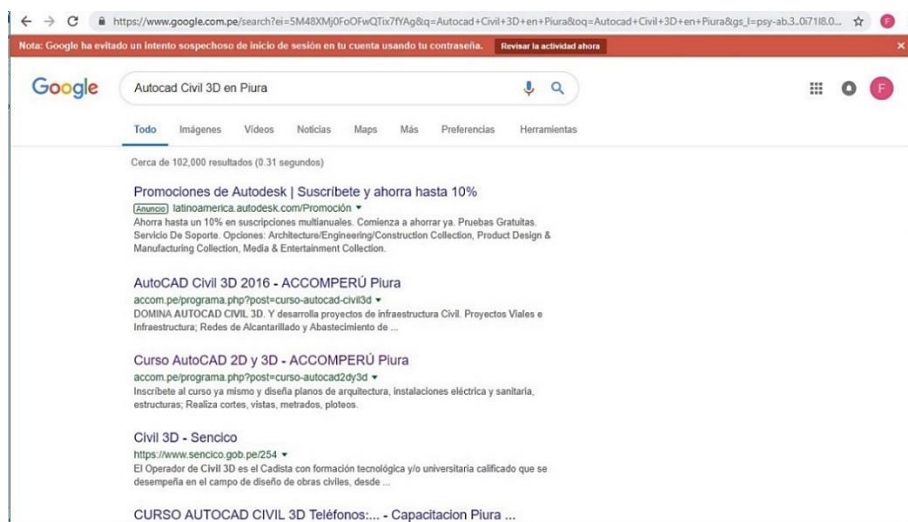 https://www.google.com.pe/search?ei=5M48XMj0FoOFwQTix7fYAg&q=Autocad+Civil+3D+en+Piura&oq=Autocad+Civil+3D+en+Piura&gs_l=psy-ab.3..0i71l8.0...
Nota: Google ha evitado un intento sospechoso de inicio de sesión en tu cuenta usando tu contraseña. Revisar la actividad ahora
Google Autocad Civil 3D en Piura F
Todo Imágenes Vídeos Noticias Maps Más Preferencias Herramientas
Cerca de 102,000 resultados (0.31 segundos)
Promociones de Autodesk | Suscríbete y ahorra hasta 10%
Anuncio latinoamerica.autodesk.com/Promoción
Ahorra hasta un 10% en suscripciones multianuales. Comienza a ahorrar ya. Pruebas Gratuitas.
Servicio De Soporte. Opciones: Architecture/Engineering/Construction Collection, Product Design &
Manufacturing Collection, Media & Entertainment Collection.
AutoCAD Civil 3D 2016 - ACCOMPERÚ Piura
accom.pe/programa.php?post=curso-autocad-civil3d
DOMINA AUTOCAD CIVIL 3D. Y desarrolla proyectos de infraestructura Civil. Proyectos Viales e
Infraestructura; Redes de Alcantarillado y Abastecimiento de ...
Curso AutoCAD 2D y 3D - ACCOMPERÚ Piura
accom.pe/programa.php?post=curso-autocad2dy3d
Inscríbete al curso ya mismo y diseña planos de arquitectura, instalaciones eléctrica y sanitaria,
estructuras; Realiza cortes, vistas, metrados, ploteos.
Civil 3D - Sencico
https://www.sencico.gob.pe/254
El Operador de Civil 3D es el Cadista con formación tecnológica y/o universitaria calificado que se
desempeña en el campo de diseño de obras civiles, desde ...
CURSO AUTOCAD CIVIL 3D Teléfonos:... - Capacitacion Piura ...